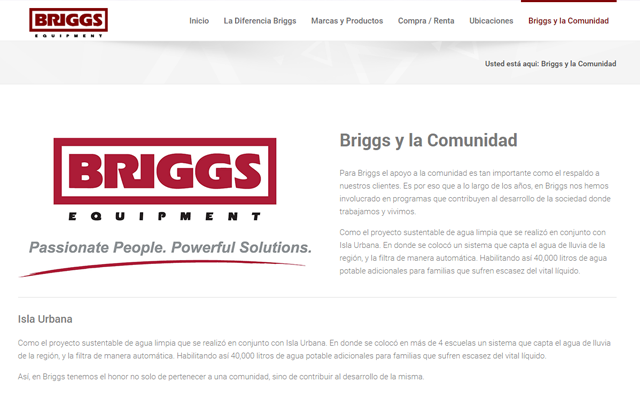 BRIGGS
EQUIPMENT
Inicio
La Diferencia Briggs
Marcas y Productos
Compra / Renta
Ubicaciones
Briggs y la Comunidad
Usted está aquí: Briggs y la Comunidad
BRIGGS
EQUIPMENT
Passionate People. Powerful Solutions.
Briggs y la Comunidad
Para Briggs el apoyo a la comunidad es tan importante como el respaldo a
nuestros clientes. Es por eso que a lo largo de los años, en Briggs nos hemos
involucrado en programas que contribuyen al desarrollo de la sociedad donde
trabajamos y vivimos.
Como el proyecto sustentable de agua limpia que se realizó en conjunto con
Isla Urbana. En donde se colocó un sistema que capta el agua de lluvia de la
región, y la filtra de manera automática. Habilitando así 40,000 litros de agua
potable adicionales para familias que sufren escasez del vital líquido.
Isla Urbana
Como el proyecto sustentable de agua limpia que se realizó en conjunto con Isla Urbana. En donde se colocó en más de 4 escuelas un sistema que capta el agua de lluvia
de la región, y la filtra de manera automática. Habilitando así 40,000 litros de agua potable adicionales para familias que sufren escasez del vital líquido.
Así, en Briggs tenemos el honor no solo de pertenecer a una comunidad, sino de contribuir al desarrollo de la misma.